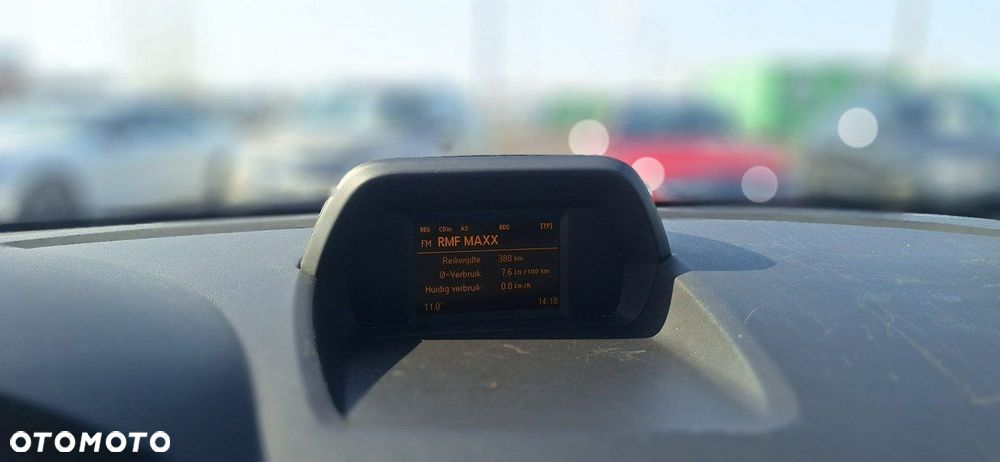 REG CDin AS RDS [TP]
FM RMF MAXX
Reikwijdte 388 km
Ø-Verbruik 7.6 Ltr/100 km
Huidig verbruik: 0.0 Ltr/h
11.0° 14:18
OTOMOTO